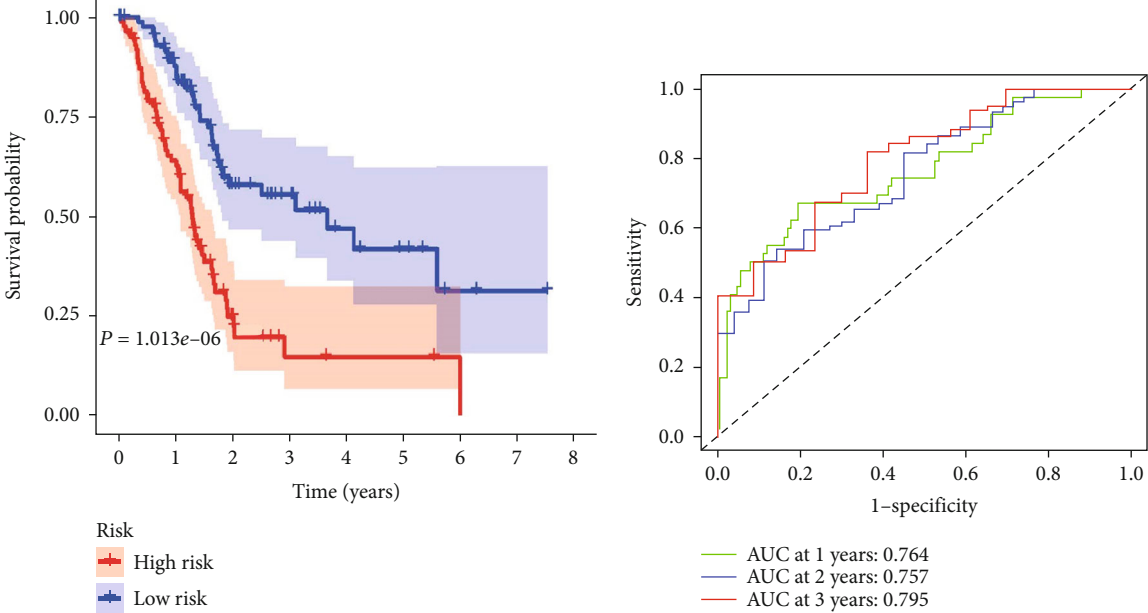 Survival probability
1.00
0.75
0.50
0.25
0.00
P = 1.013e–06
0 1 2 3 4 5 6 7 8
Time (years)
Risk
High risk
Low risk
Sensitivity
1.0
0.8
0.6
0.4
0.2
0.0
0.0 0.2 0.4 0.6 0.8 1.0
1–specificity
AUC at 1 years: 0.764
AUC at 2 years: 0.757
AUC at 3 years: 0.795